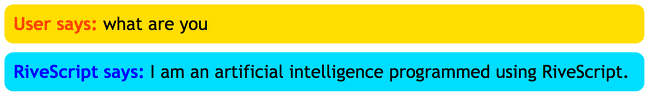 User says: what are you
RiveScript says: I am an artificial intelligence programmed using RiveScript.